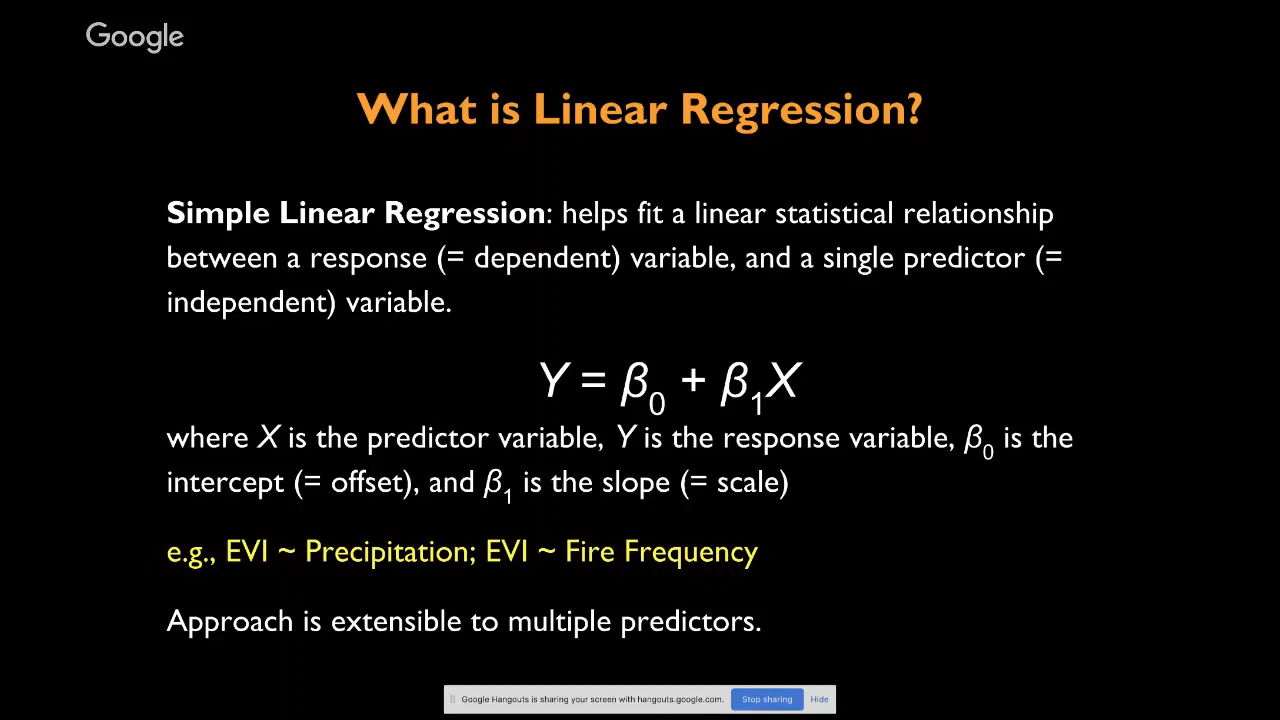 Google
What is Linear Regression?
Simple Linear Regression: helps fit a linear statistical relationship
between a response (= dependent) variable, and a single predictor (=
independent) variable.
Y = β₀ + β₁X
where X is the predictor variable, Y is the response variable, β₀ is the
intercept (= offset), and β₁ is the slope (= scale)
e.g., EVI ~ Precipitation; EVI ~ Fire Frequency
Approach is extensible to multiple predictors.
Google Hangouts is sharing your screen with hangouts.google.com. Stop sharing Hide